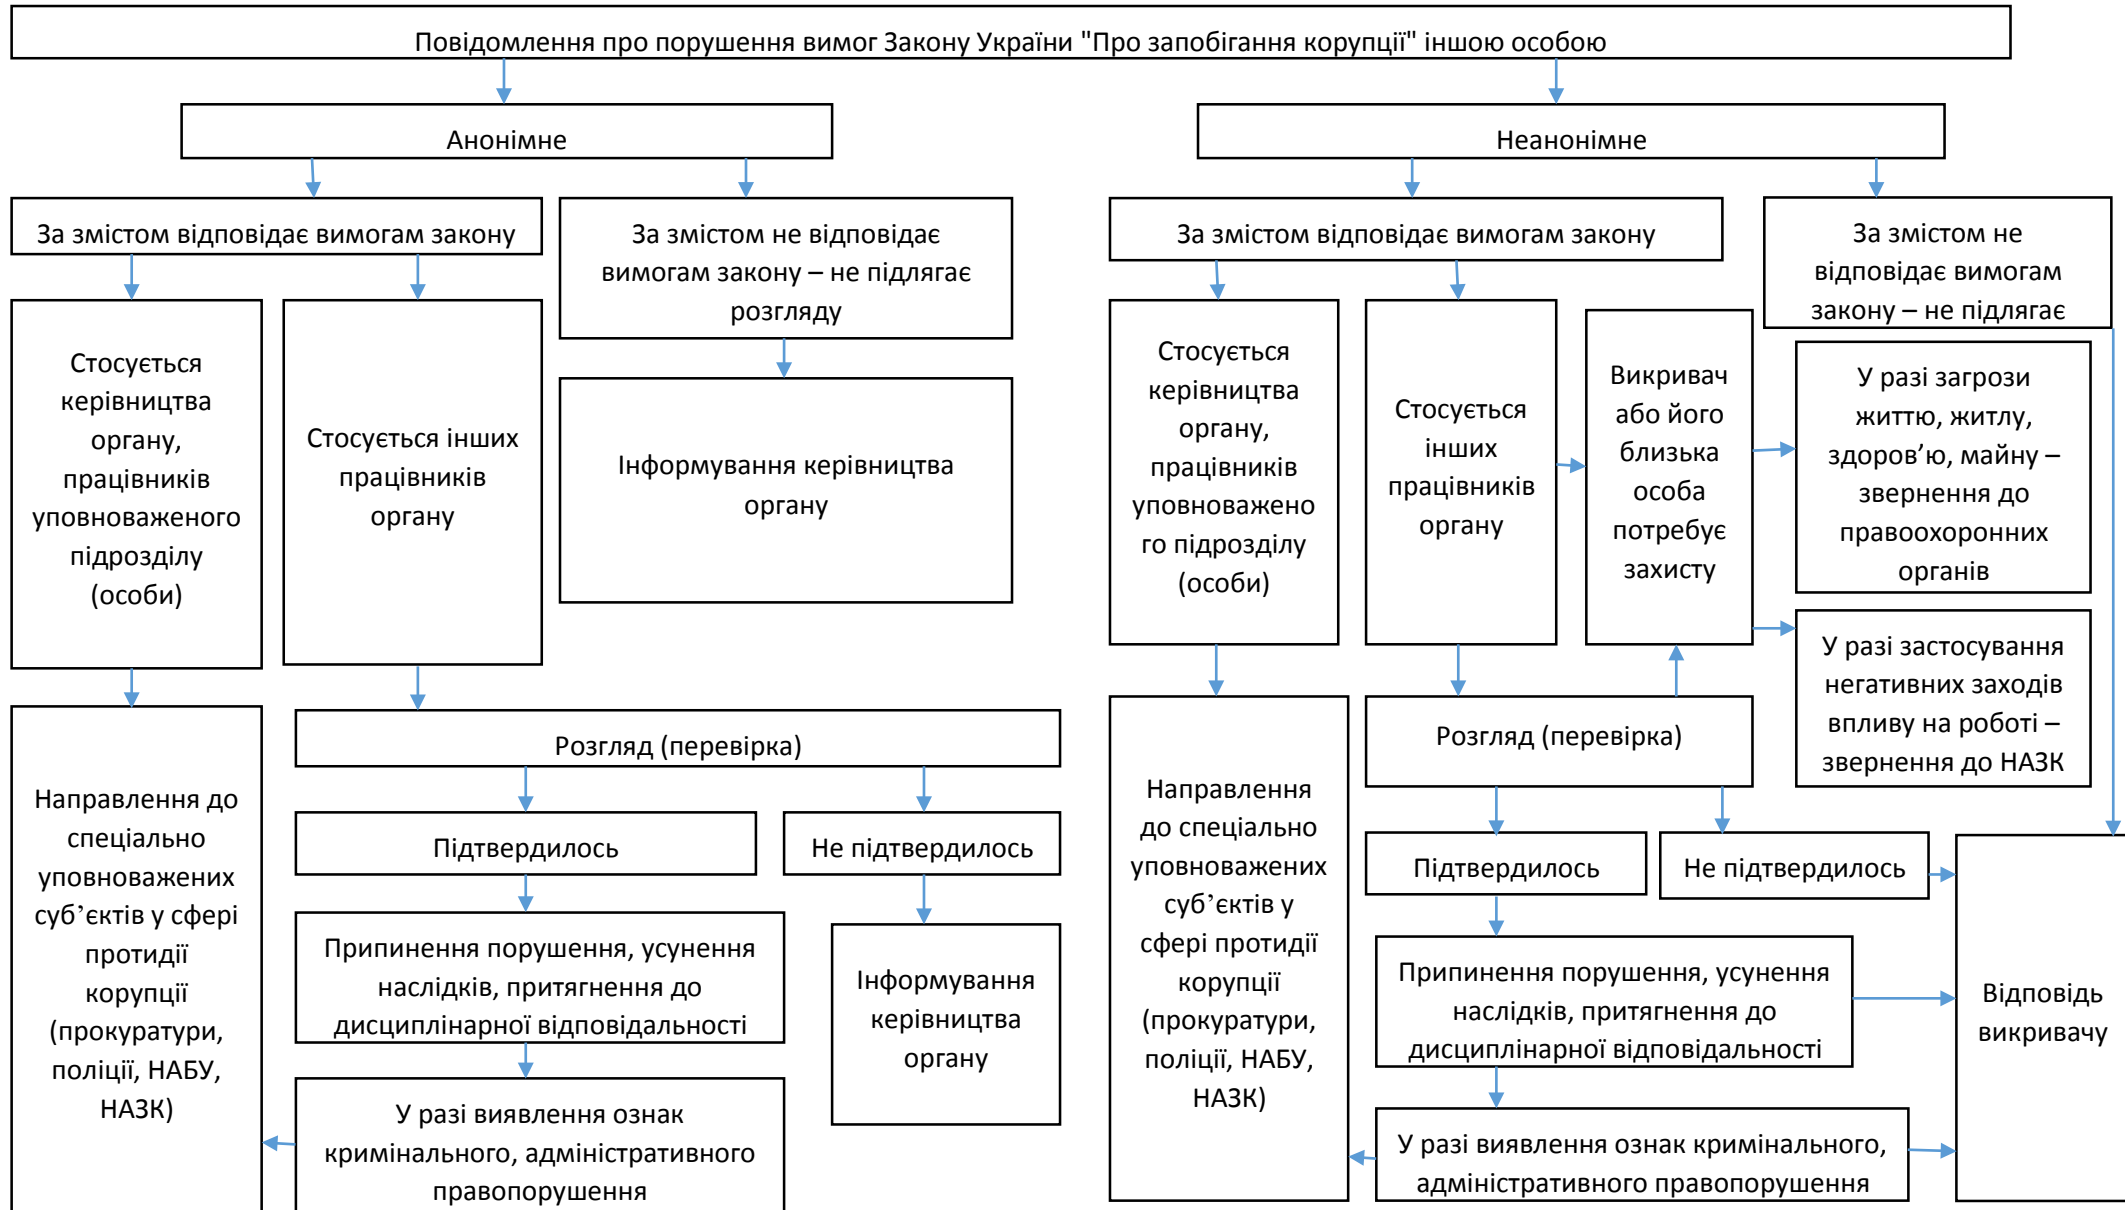 Повідомлення про порушення вимог Закону України "Про запобігання корупції" іншою особою
Анонімне
Неанонімне
За змістом відповідає вимогам закону
За змістом не відповідає
вимогам закону – не підлягає
розгляду
За змістом відповідає вимогам закону
За змістом не
відповідає вимогам
закону – не підлягає
Стосується
керівництва
органу,
працівників
уповноваженого
підрозділу
(особи)
Стосується інших
працівників
органу
Інформування керівництва
органу
Стосується
керівництва
органу,
працівників
уповноважено
го підрозділу
(особи)
Стосується
інших
працівників
органу
Викривач
або його
близька
особа
потребує
захисту
У разі загрози
життю, житлу,
здоров’ю, майну –
звернення до
правоохоронних
органів
У разі застосування
негативних заходів
впливу на роботі –
звернення до НАЗК
Направлення до
спеціально
уповноважених
суб’єктів у сфері
протидії
корупції
(прокуратури,
поліції, НАБУ,
НАЗК)
Розгляд (перевірка)
Підтвердилось
Не підтвердилось
Припинення порушення, усунення
наслідків, притягнення до
дисциплінарної відповідальності
Інформування
керівництва
органу
У разі виявлення ознак
кримінального, адміністративного
правопорушення
Направлення
до спеціально
уповноважених
суб’єктів у
сфері протидії
корупції
(прокуратури,
поліції, НАБУ,
НАЗК)
Розгляд (перевірка)
Підтвердилось
Не підтвердилось
Припинення порушення, усунення
наслідків, притягнення до
дисциплінарної відповідальності
У разі виявлення ознак кримінального,
адміністративного правопорушення
Відповідь
викривачу